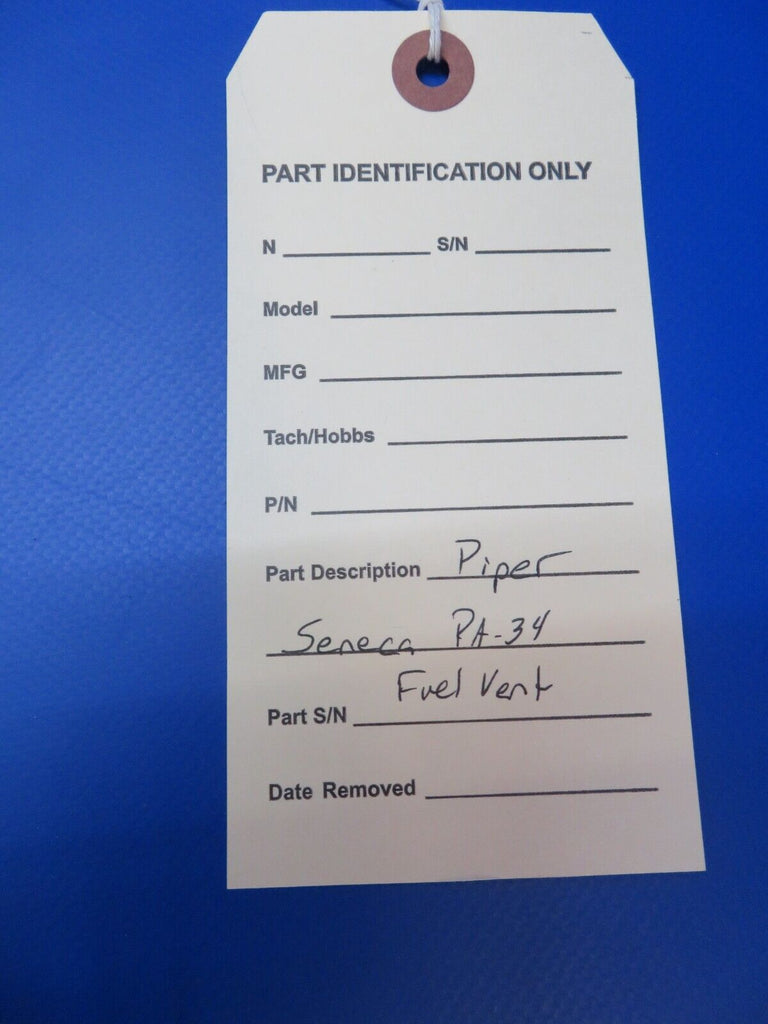 PART IDENTIFICATION ONLY
N S/N
Model
MFG
Tach/Hobbs
P/N
Part Description Piper
Seneca PA-34
Fuel Vent
Part S/N
Date Removed